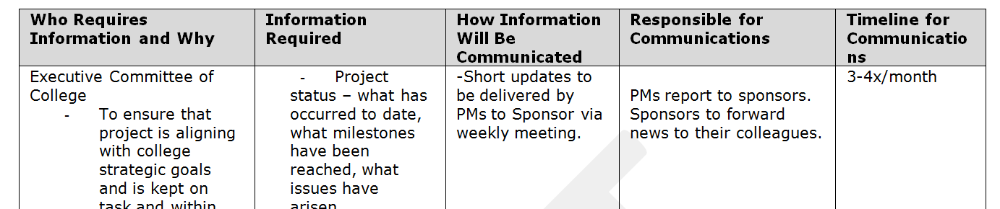 Who Requires
Information and Why
Information
Required
How Information
Will Be
Communicated
Responsible for
Communications
Timeline for
Communicatio
ns
Executive Committee of
College
- To ensure that
project is aligning
with college
strategic goals
and is kept on
task and within
- Project
status – what has
occurred to date,
what milestones
have been
reached, what
issues have
arisen
-Short updates to
be delivered by
PMs to Sponsor via
weekly meeting.
PMs report to sponsors.
Sponsors to forward
news to their colleagues.
3-4x/month